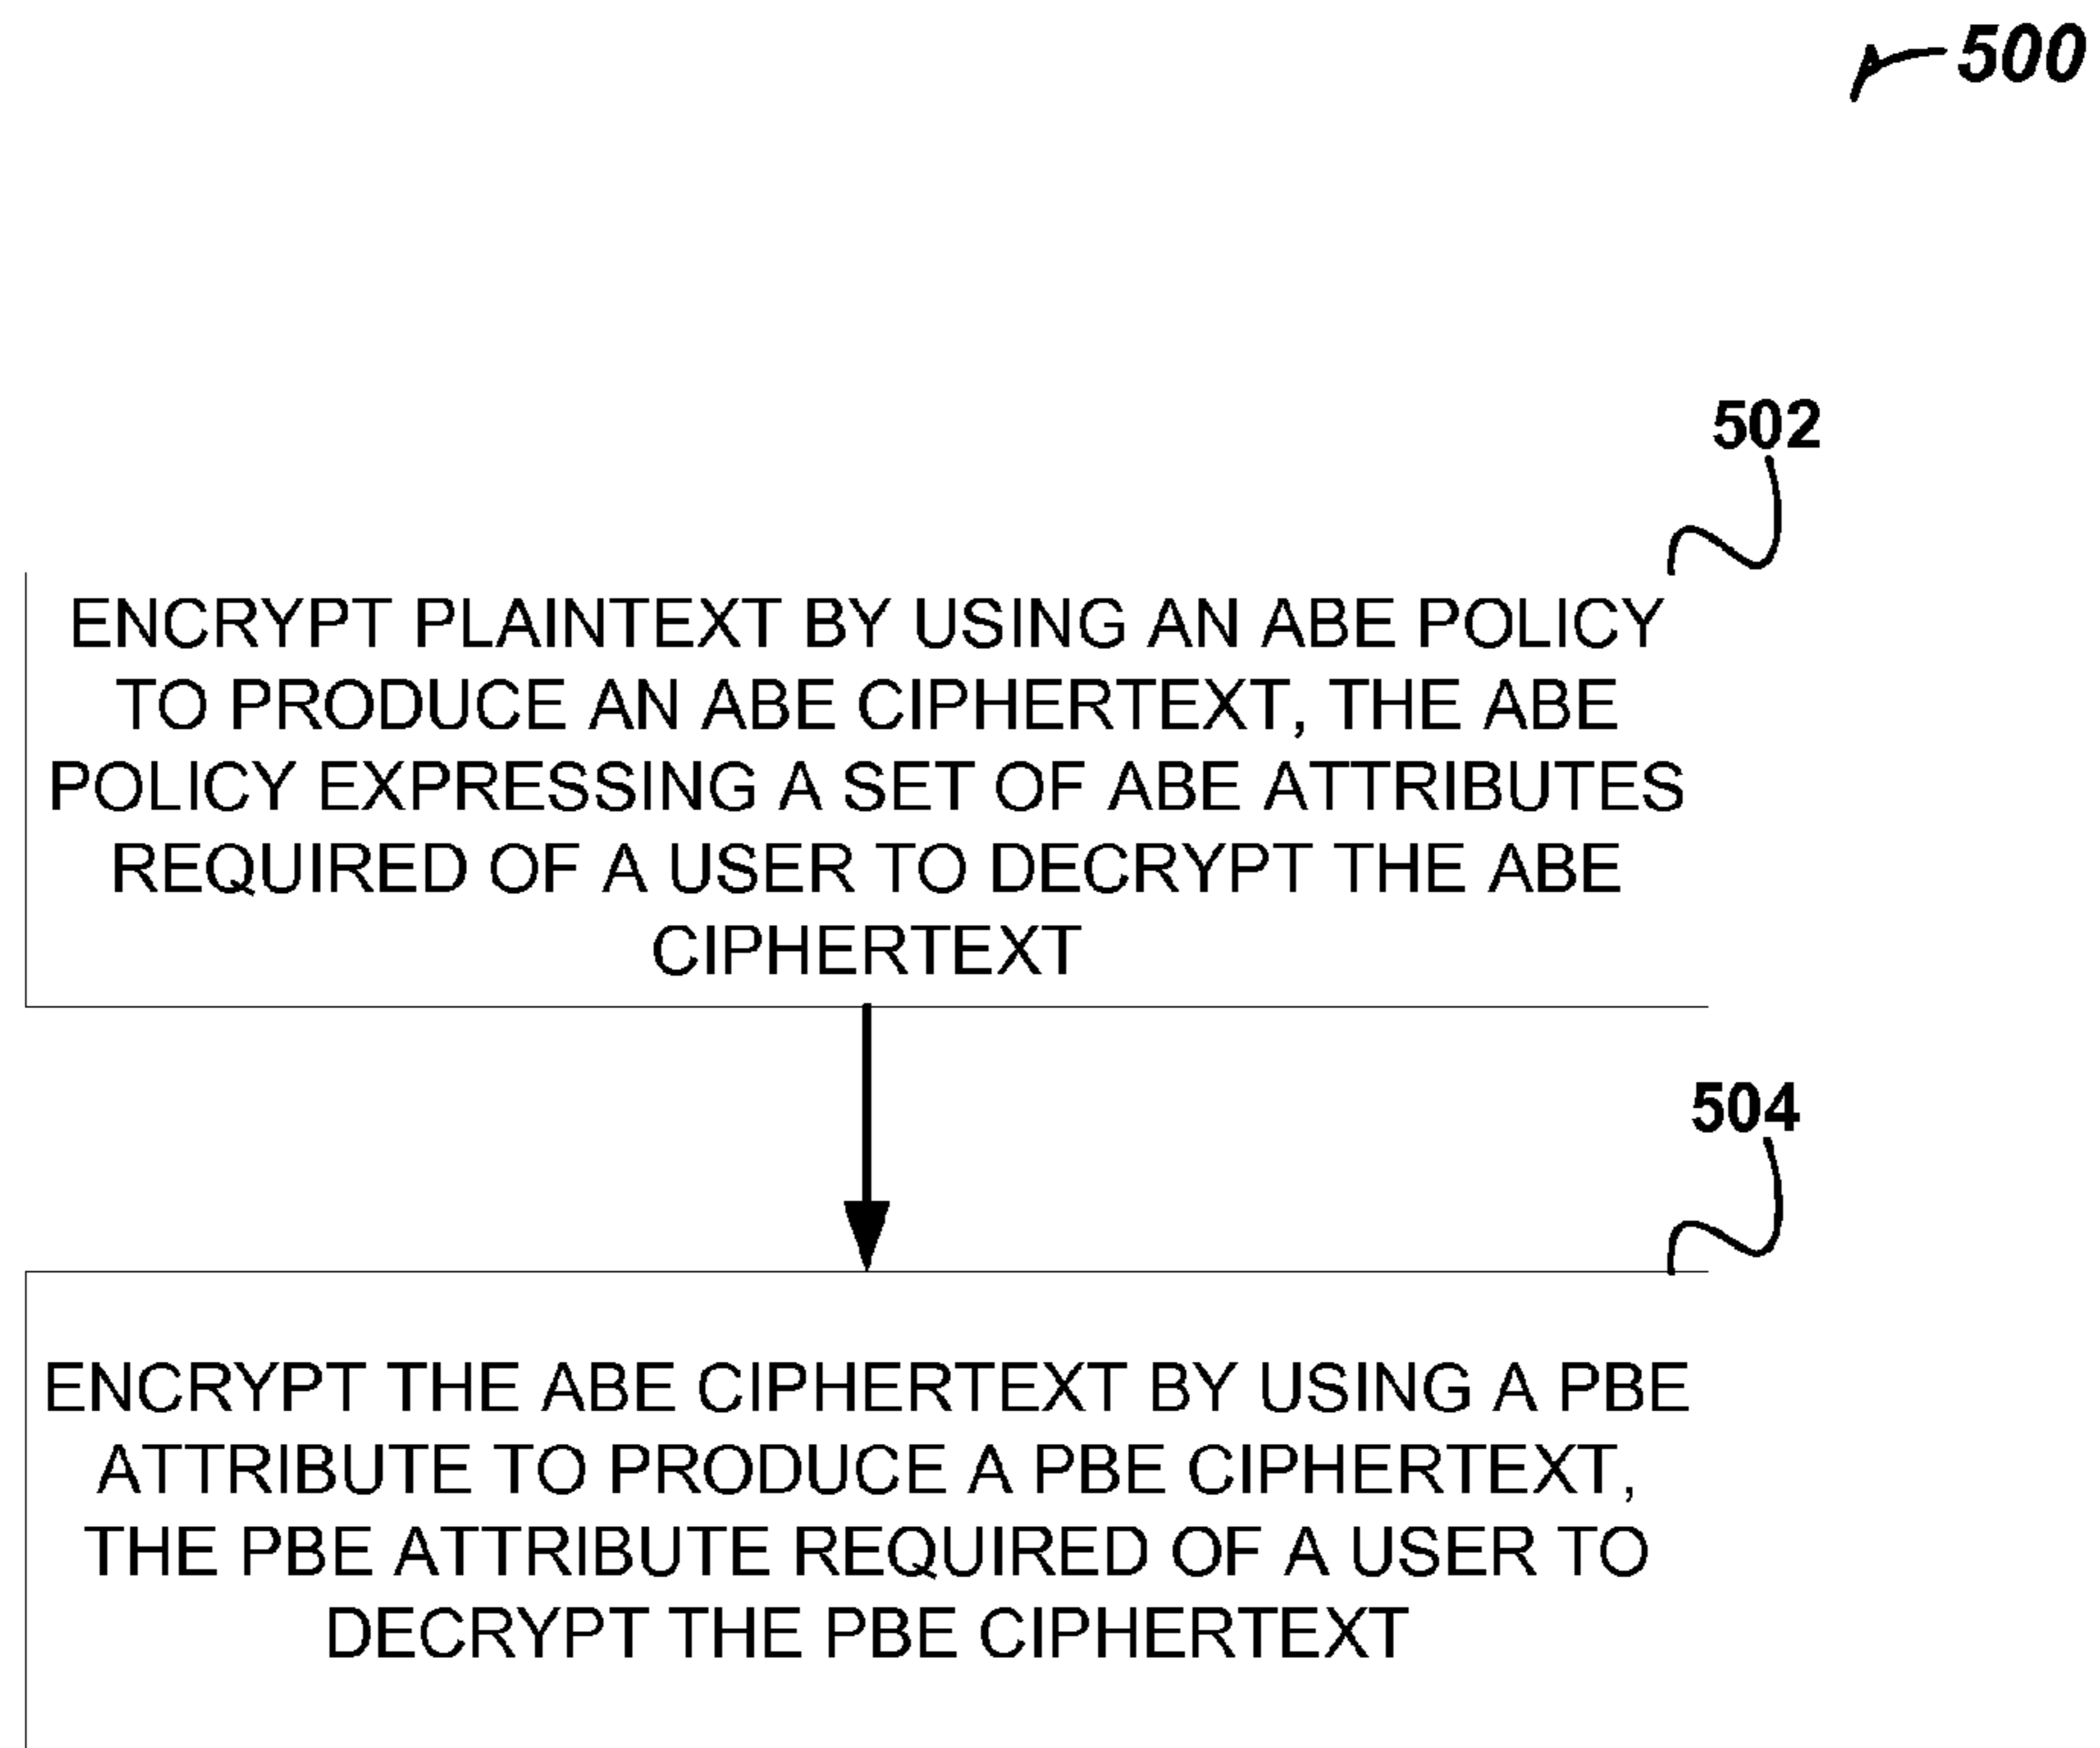 500
502
ENCRYPT PLAINTEXT BY USING AN ABE POLICY
TO PRODUCE AN ABE CIPHERTEXT, THE ABE
POLICY EXPRESSING A SET OF ABE ATTRIBUTES
REQUIRED OF A USER TO DECRYPT THE ABE
CIPHERTEXT
504
ENCRYPT THE ABE CIPHERTEXT BY USING A PBE
ATTRIBUTE TO PRODUCE A PBE CIPHERTEXT,
THE PBE ATTRIBUTE REQUIRED OF A USER TO
DECRYPT THE PBE CIPHERTEXT